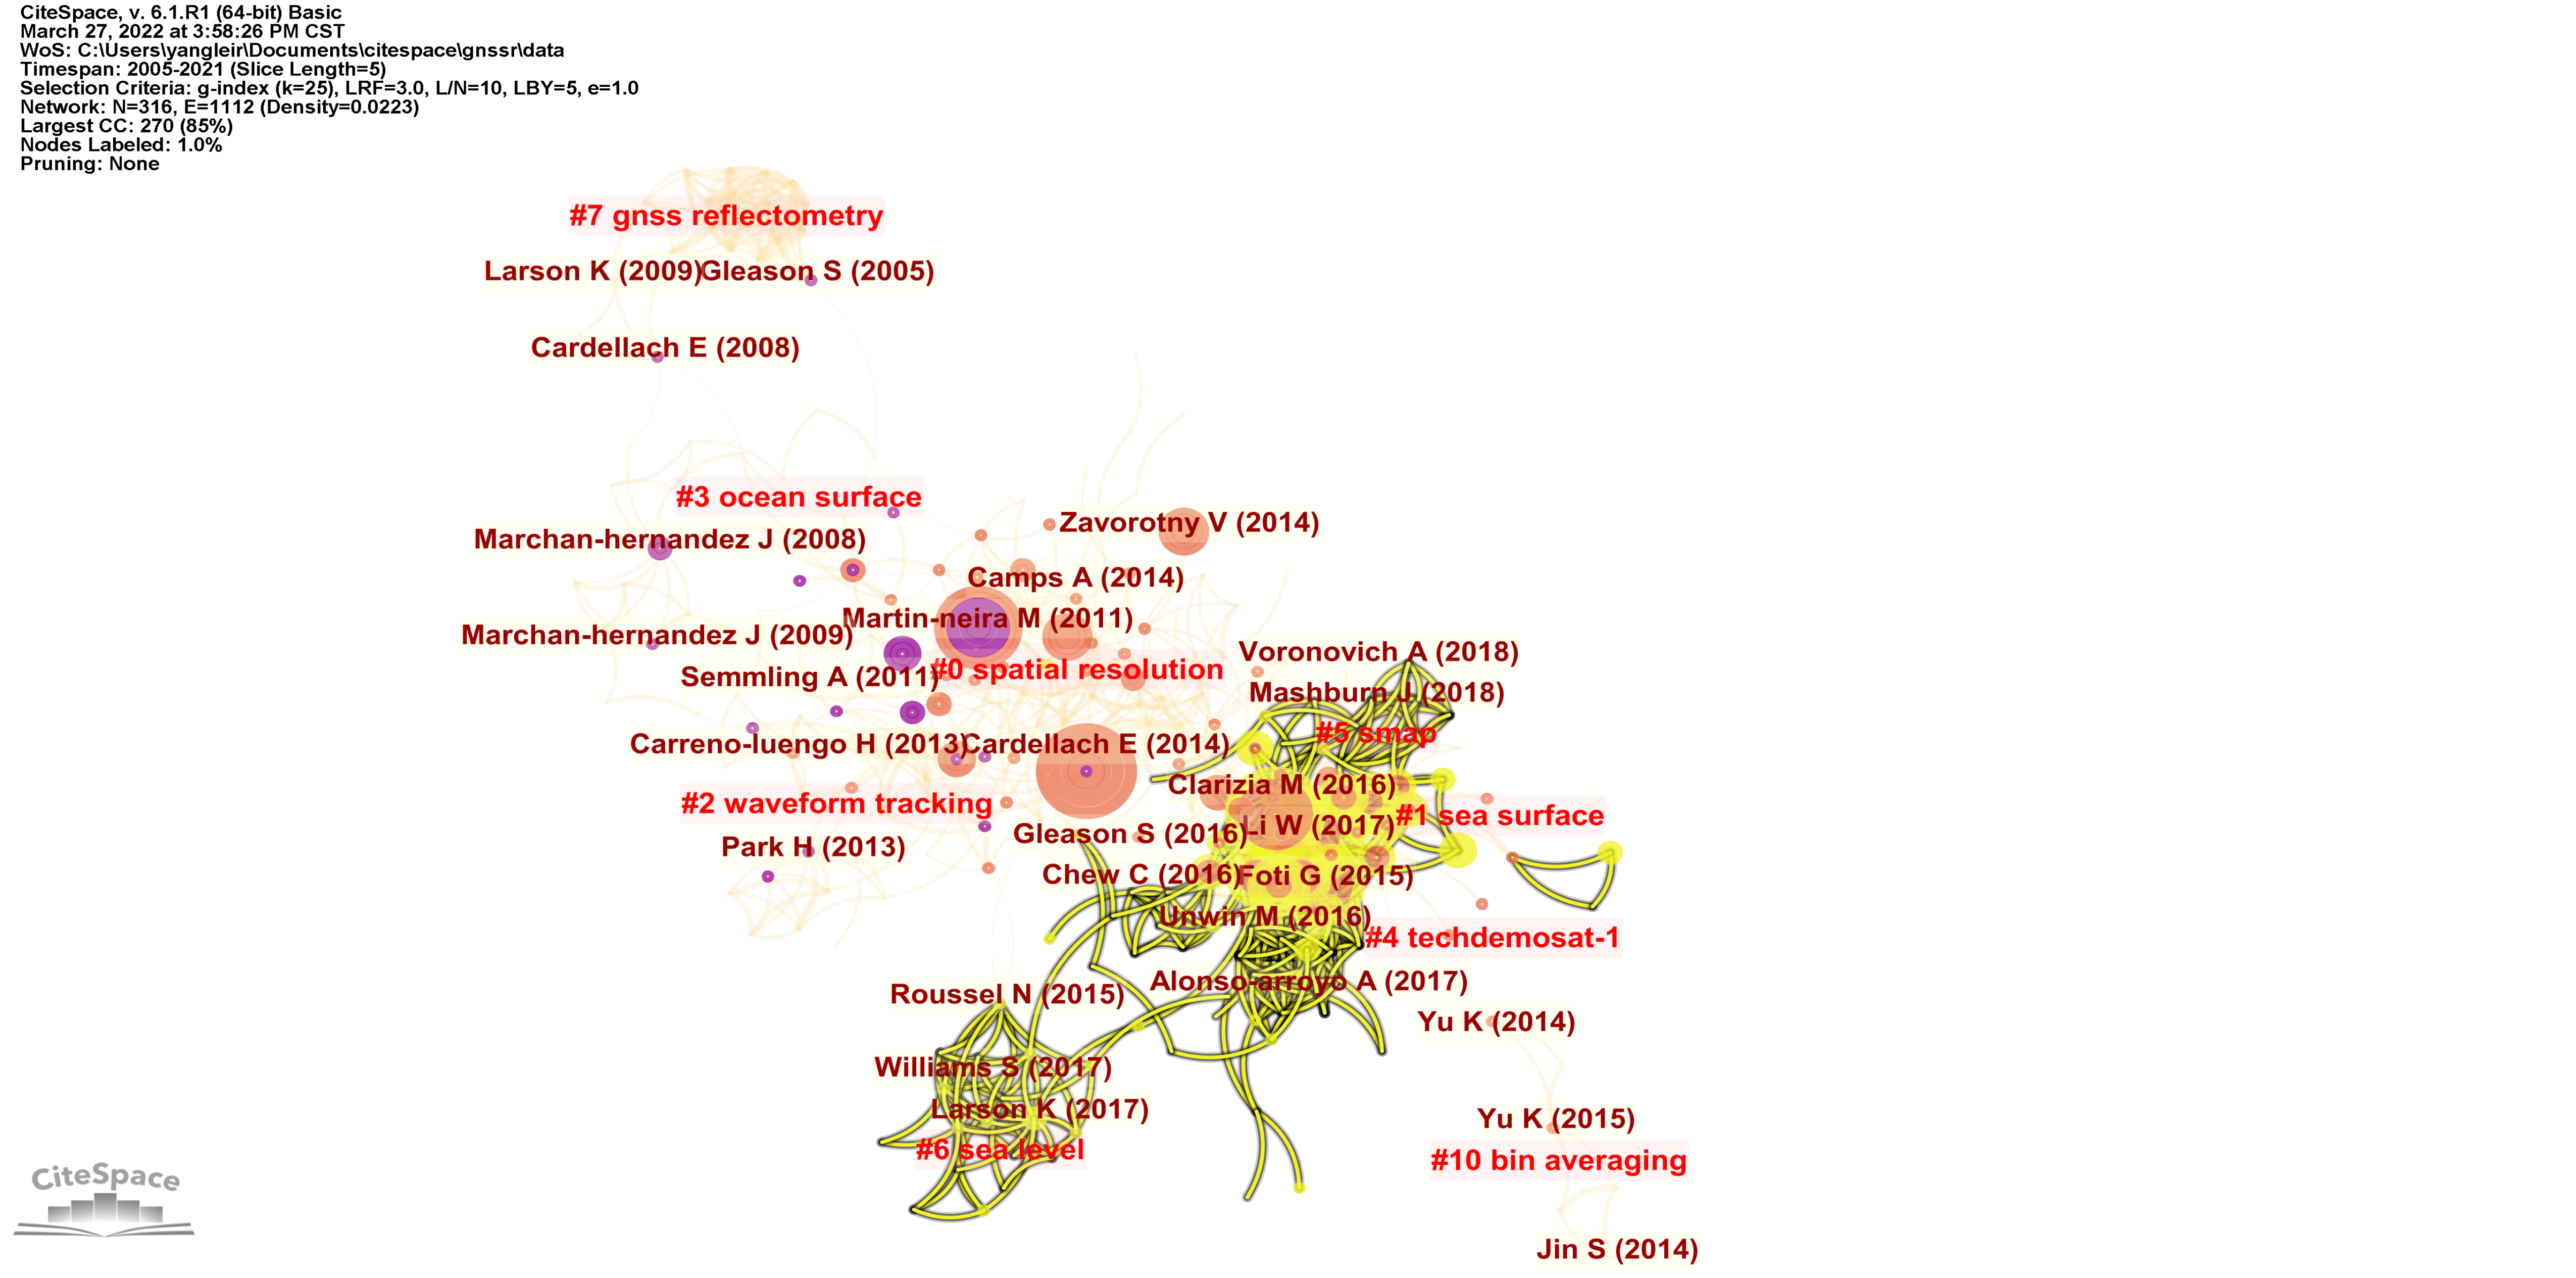 CiteSpace, v. 6.1.R1 (64-bit) Basic
March 27, 2022 at 3:58:26 PM CST
WoS: C:\Users\yangleir\Documents\citespace\gnssr\data
Timespan: 2005-2021 (Slice Length=5)
Selection Criteria: g-index (k=25), LRF=3.0, L/N=10, LBY=5, e=1.0
Network: N=316, E=1112 (Density=0.0223)
Largest CC: 270 (85%)
Nodes Labeled: 1.0%
Pruning: None
#7 gnss reflectometry
Larson K (2009)
Gleason S (2005)
Cardellach E (2008)
#3 ocean surface
Zavorotny V (2014)
Marchan-hernandez J (2008)
Camps A (2014)
Martin-neira M (2011)
Marchan-hernandez J (2009)
Voronovich A (2018)
#0 spatial resolution
Semmling A (2011)
Mashburn J (2018)
#5 smap
Carreno-luengo H (2013)
Cardellach E (2014)
Clarizia M (2016)
#2 waveform tracking
#1 sea surface
Li W (2017)
Gleason S (2016)
Park H (2013)
Chew C (2016)
Foti G (2015)
Unwin M (2016)
#4 techdemosat-1
Alonso-arroyo A (2017)
Roussel N (2015)
Yu K (2014)
Williams S (2017)
Larson K (2017)
Yu K (2015)
#6 sea level
#10 bin averaging
CiteSpace
Jin S (2014)